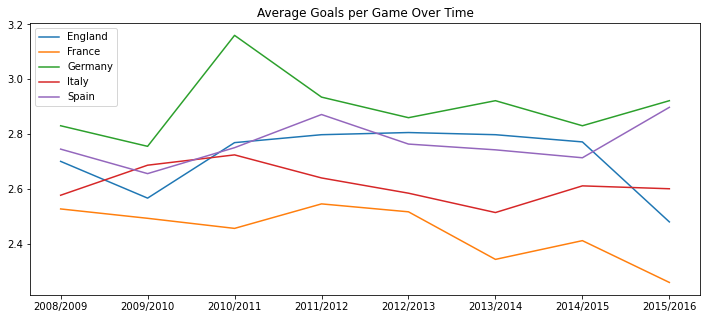 Average Goals per Game Over Time
England
France
Germany
Italy
Spain
3.2
3.0
2.8
2.6
2.4
2008/2009 2009/2010 2010/2011 2011/2012 2012/2013 2013/2014 2014/2015 2015/2016